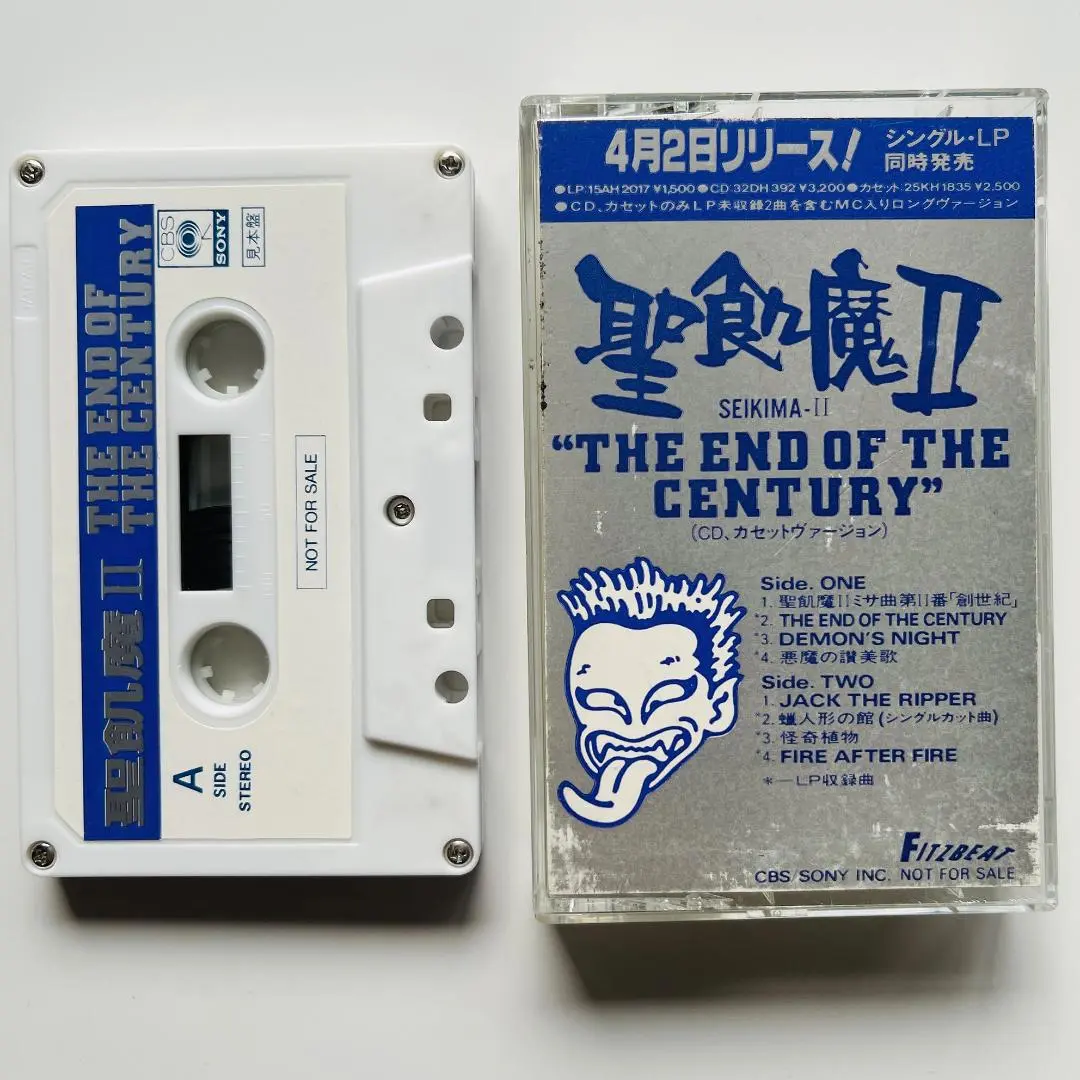 CBS
SONY
見本盤
聖飢魔II THE END OF
THE CENTURY
NOT FOR SALE
A
SIDE
STEREO
4月2日リリース! シングル・LP
同時発売
●LP:15AH 2017 ¥1,500 ●CD:32DH 392 ¥3,200 ●カセット:25KH 1835 ¥2,500
●CD、カセットのみLP未収録2曲を含むMC入りロングヴァージョン
聖飢魔II
SEIKIMA-II
“THE END OF THE
CENTURY”
(CD、カセットヴァージョン)
Side. ONE
1. 聖飢魔IIミサ曲第II番「創世紀」
*2. THE END OF THE CENTURY
*3. DEMON'S NIGHT
*4. 悪魔の讃美歌
Side. TWO
1. JACK THE RIPPER
*2. 蝋人形の館(シングルカット曲)
*3. 怪奇植物
*4. FIRE AFTER FIRE
*—LP収録曲
FITZBEAT
CBS/SONY INC. NOT FOR SALE